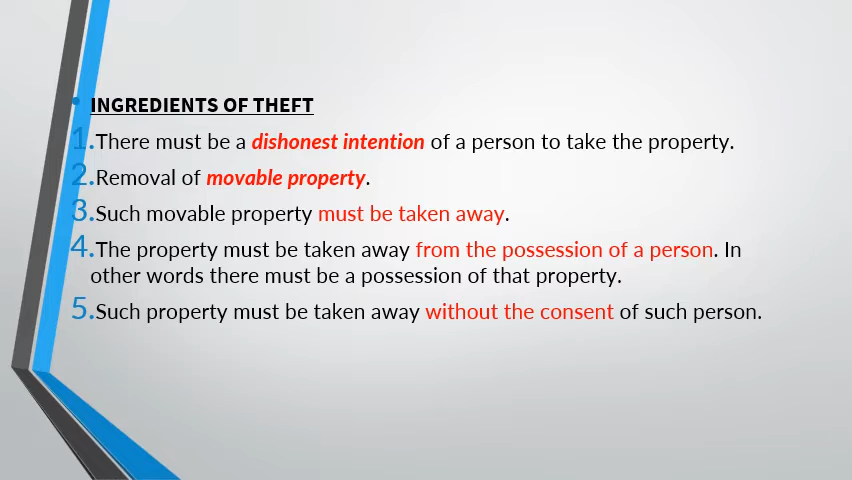 • INGREDIENTS OF THEFT
1.There must be a dishonest intention of a person to take the property.
2.Removal of movable property.
3.Such movable property must be taken away.
4.The property must be taken away from the possession of a person. In
other words there must be a possession of that property.
5.Such property must be taken away without the consent of such person.